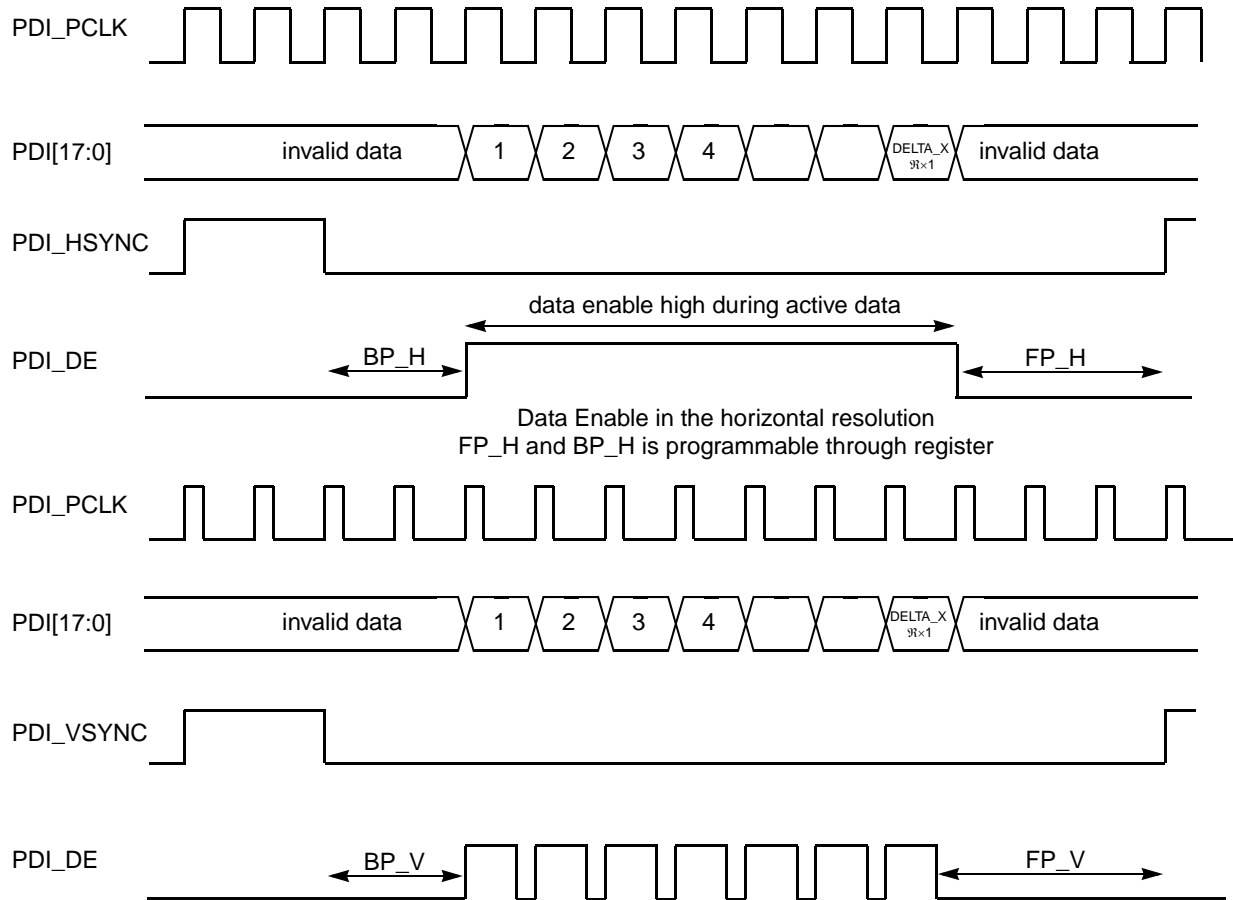 PDI_PCLK
PDI[17:0]
invalid data
1
2
3
4
DELTA_X
ℜ×1
invalid data
PDI_HSYNC
data enable high during active data
PDI_DE
BP_H
FP_H
Data Enable in the horizontal resolution
FP_H and BP_H is programmable through register
PDI_PCLK
PDI[17:0]
invalid data
1
2
3
4
DELTA_X
ℜ×1
invalid data
PDI_VSYNC
PDI_DE
BP_V
FP_V